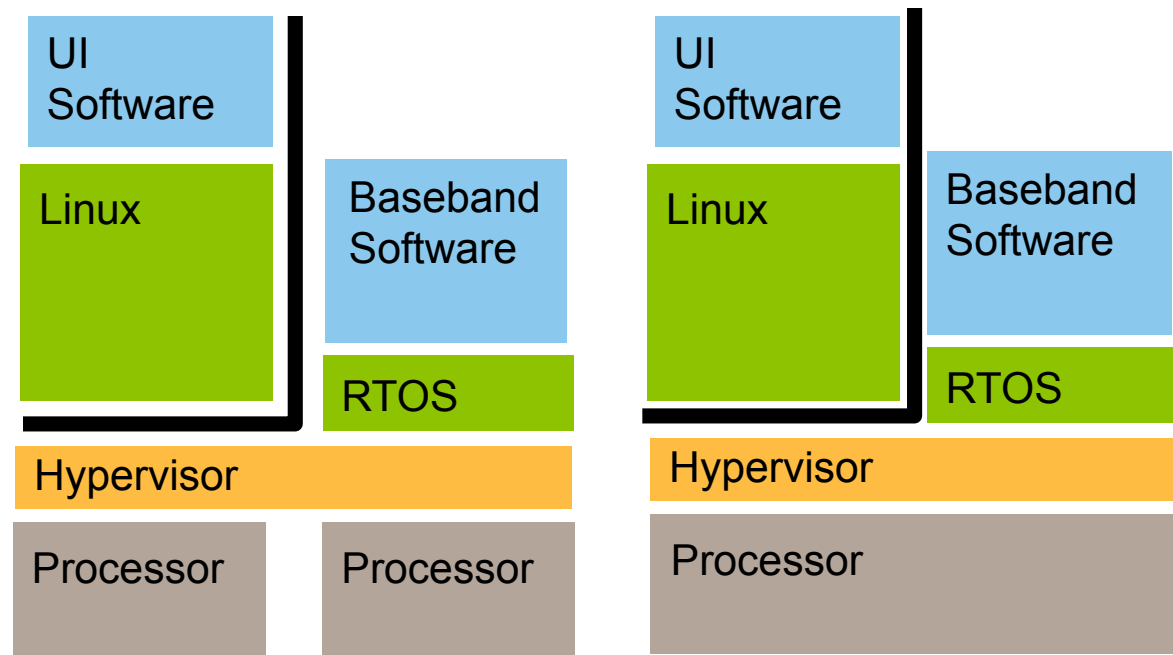 UI
Software
Linux
Baseband
Software
RTOS
Hypervisor
Processor
Processor
UI
Software
Linux
Baseband
Software
RTOS
Hypervisor
Processor